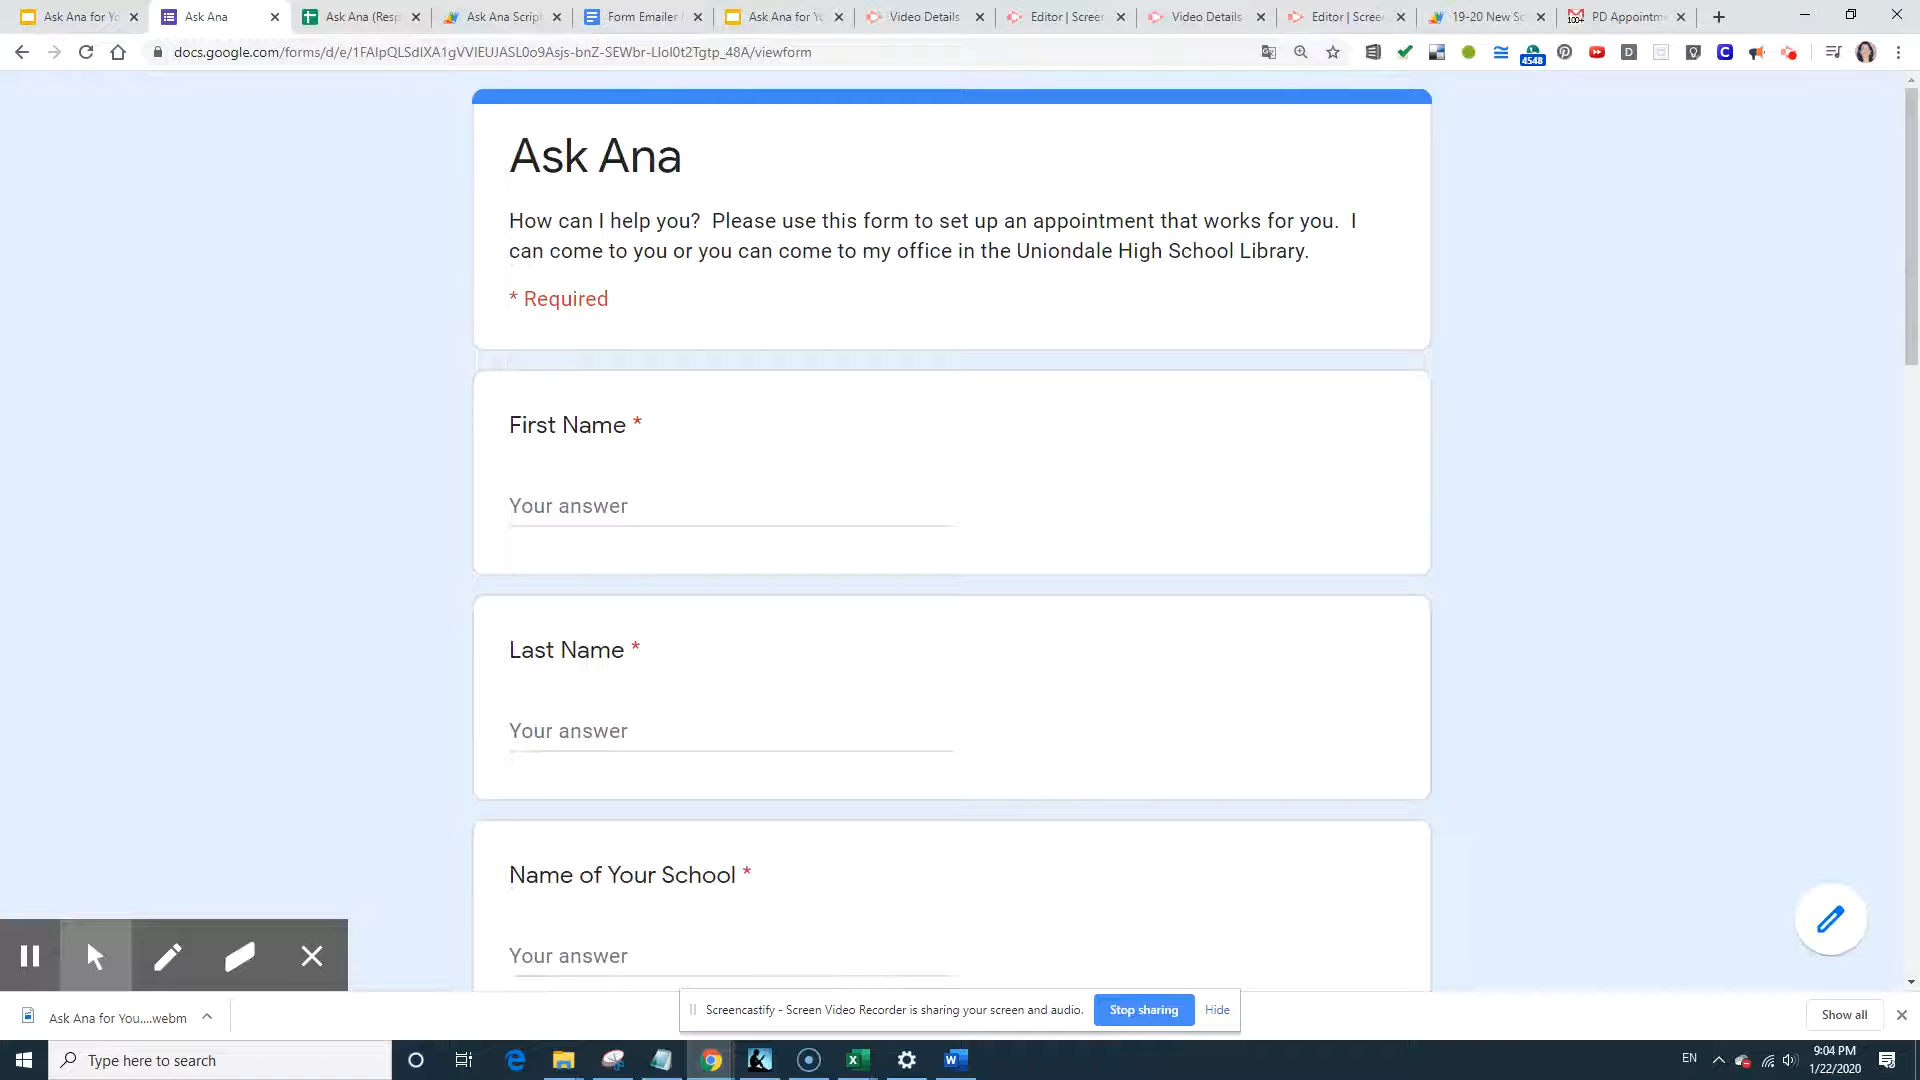 Ask Ana for Yo
Ask Ana
Ask Ana (Resp
Ask Ana Script
Form Emailer
Ask Ana for Yo
Video Details
Editor | Screen
Video Details
Editor | Screen
19-20 New Sc
PD Appointme
docs.google.com/forms/d/e/1FAIpQLSdIXA1gVVIEUJASL0o9Asjs-bnZ-SEWbr-LIoI0t2Tgtp_48A/viewform
4548
Ask Ana
How can I help you? Please use this form to set up an appointment that works for you. I
can come to you or you can come to my office in the Uniondale High School Library.
* Required
First Name *
Your answer
Last Name *
Your answer
Name of Your School *
Your answer
Ask Ana for You....webm
Screencastify - Screen Video Recorder is sharing your screen and audio.
Stop sharing
Hide
Show all
Type here to search
EN
9:04 PM
1/22/2020